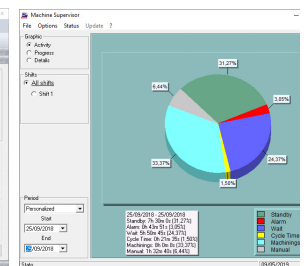 Machine Supervisor
File Options Status Update ?
Graphic
Activity
Progress
Details
Shifts
All shifts
Shift 1
31,27%
3,05%
24,37%
1,50%
33,37%
6,44%
Period
Personalized
Start
25/09/2018
End
25/09/2018
25/09/2018 - 25/09/2018
Standby: 7h 30m 0s (31,27%)
Alarm: 0h 43m 51s (3,05%)
Wait: 5h 50m 45s (24,37%)
Cycle Time: 0h 21m 35s (1,50%)
Machinings: 8h 0m 8s (33,37%)
Manual: 1h 32m 40s (6,44%)
Standby
Alarm
Wait
Cycle Time
Machinings
Manual
Stato
09/05/2019